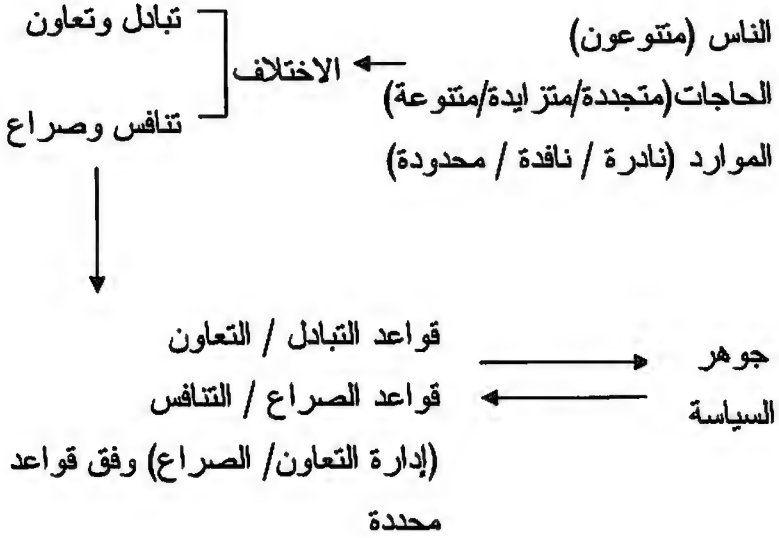 الناس (متنوعون)
الحاجات(متجددة/متزايدة/متنوعة)
الموارد (نادرة / نافدة / محدودة)
الاختلاف
تبادل وتعاون
تنافس وصراع
جوهر
السياسة
قواعد التبادل / التعاون
قواعد الصراع / التنافس
(إدارة التعاون/ الصراع) وفق قواعد
محددة